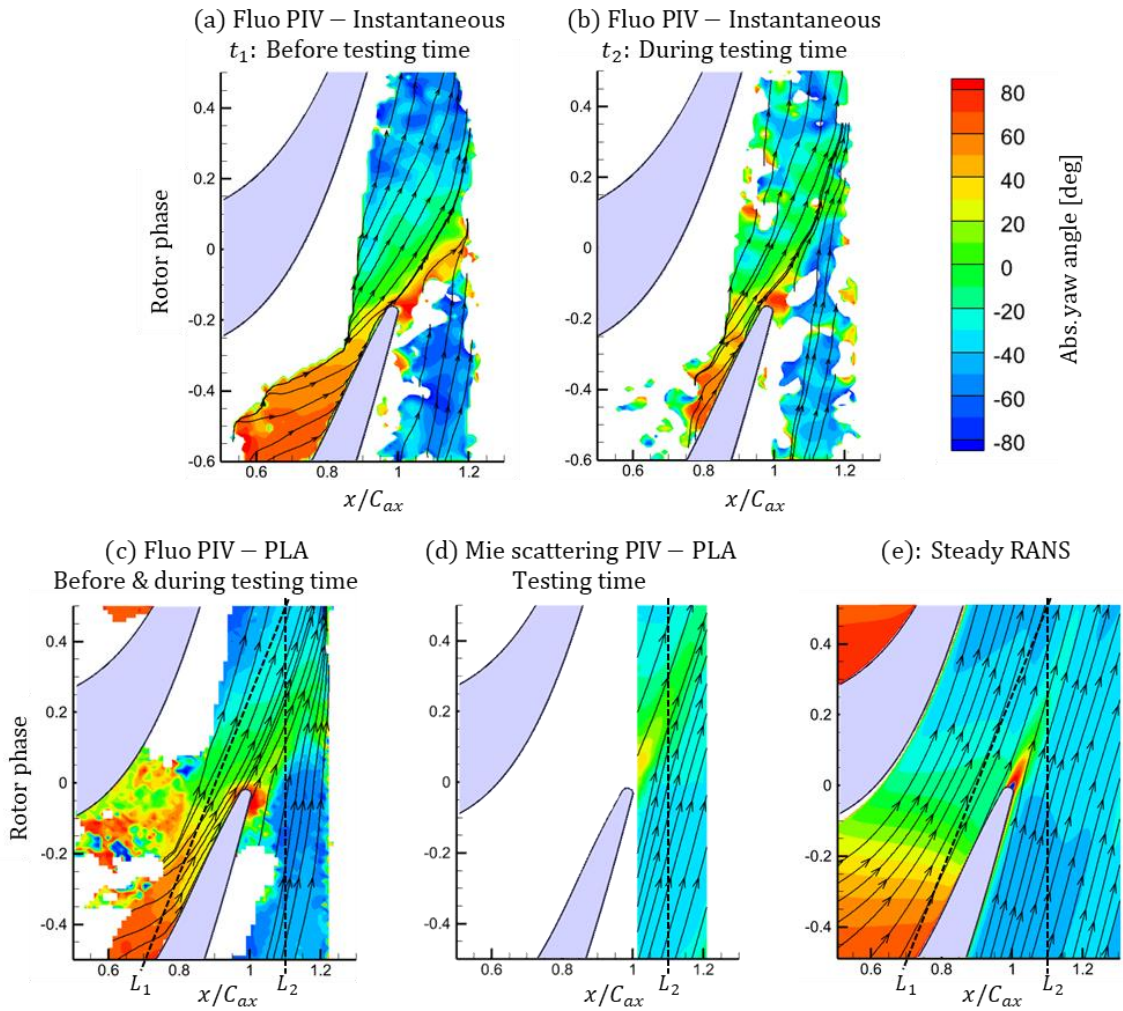 (a) Fluo PIV − Instantaneous
t₁: Before testing time
(b) Fluo PIV − Instantaneous
t₂: During testing time
Rotor phase
0.4
0.2
0
-0.2
-0.4
-0.6
0.6
0.8
1
1.2
x/Cₐₓ
0.4
0.2
0
-0.2
-0.4
-0.6
0.6
0.8
1
1.2
x/Cₐₓ
80
60
40
20
0
-20
-40
-60
-80
Abs.yaw angle [deg]
(c) Fluo PIV − PLA
Before & during testing time
(d) Mie scattering PIV − PLA
Testing time
(e): Steady RANS
Rotor phase
0.4
0.2
0
-0.2
-0.4
0.6
0.8
1
1.2
L₁
x/Cₐₓ
L₂
0.4
0.2
0
-0.2
-0.4
0.6
0.8
1
1.2
x/Cₐₓ
L₂
0.4
0.2
0
-0.2
-0.4
0.6
0.8
1
1.2
L₁
x/Cₐₓ
L₂